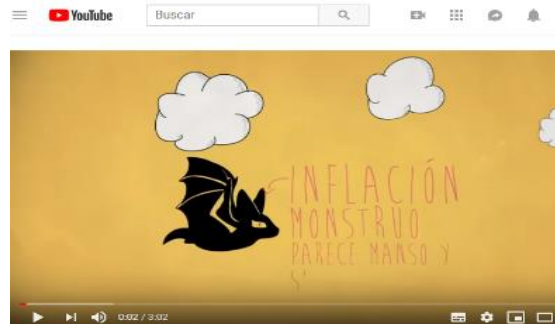 YouTube
Buscar
INFLACIÓN
MONSTRUO
PARECE MANSO Y
S'
0:02 / 3:02